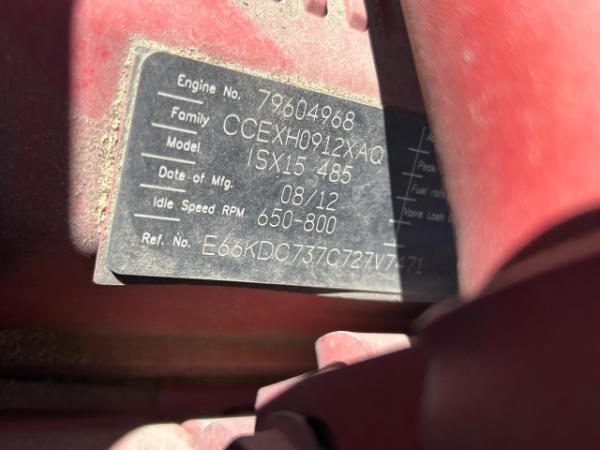 Engine No. 79604968
Family CCEXH0912XAQ
Model ISX15 485
Date of Mfg. 08/12
Idle Speed RPM 650-800
Ref. No. E66KDC737C727V7471
Peak
Fuel rate
Valve Lash